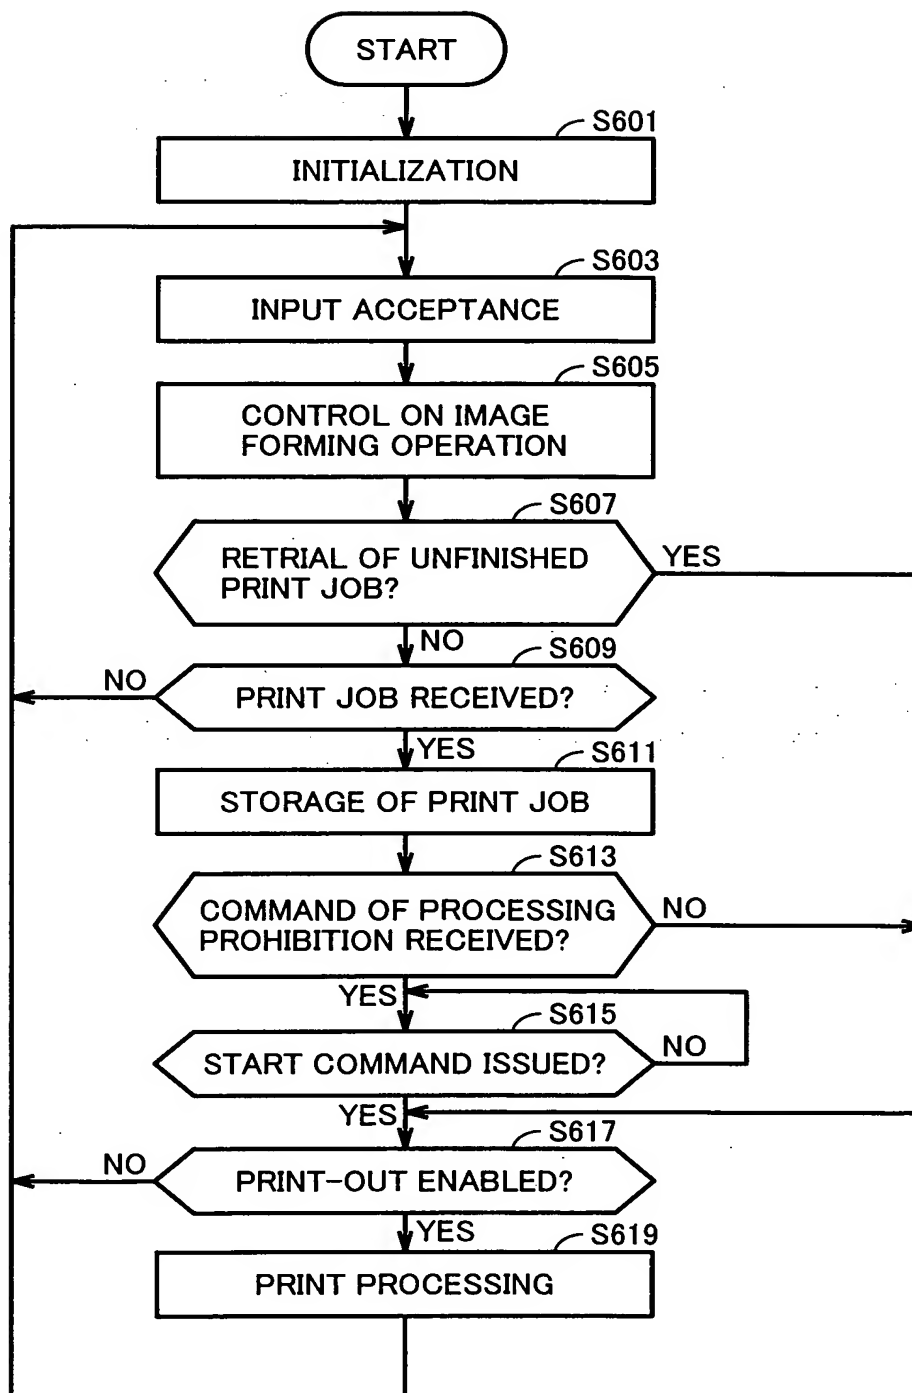 START
S601
INITIALIZATION
S603
INPUT ACCEPTANCE
S605
CONTROL ON IMAGE
FORMING OPERATION
S607
RETRIAL OF UNFINISHED
PRINT JOB?
YES
NO
S609
NO
PRINT JOB RECEIVED?
YES
S611
STORAGE OF PRINT JOB
S613
COMMAND OF PROCESSING
PROHIBITION RECEIVED?
NO
YES
S615
START COMMAND ISSUED?
NO
YES
S617
NO
PRINT-OUT ENABLED?
YES
S619
PRINT PROCESSING